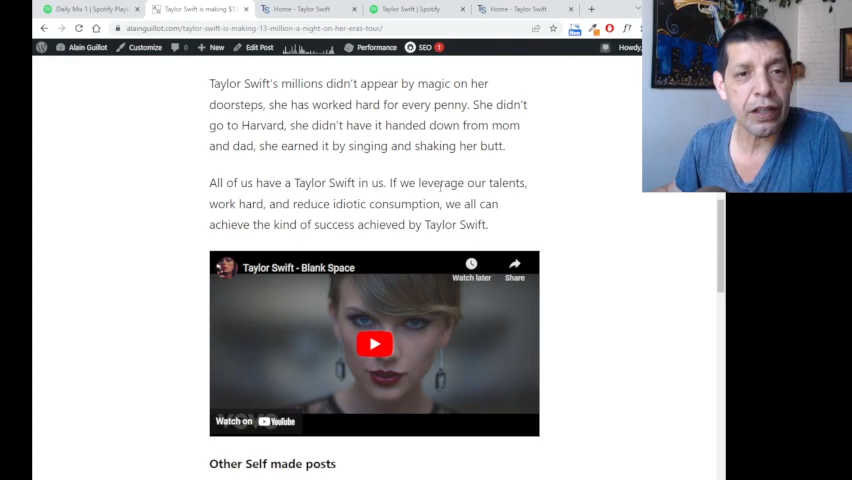 Daily Mix 1 | Spotify Playl
Taylor Swift is making $1
Home - Taylor Swift
Taylor Swift | Spotify
Home - Taylor Swift
alainguillot.com/taylor-swift-is-making-13-million-a-night-on-her-eras-tour/
Alain Guillot Customize 0 New Edit Post Performance SEO 1 Howdy,
Taylor Swift's millions didn't appear by magic on her
doorsteps, she has worked hard for every penny. She didn't
go to Harvard, she didn't have it handed down from mom
and dad, she earned it by singing and shaking her butt.
All of us have a Taylor Swift in us. If we leverage our talents,
work hard, and reduce idiotic consumption, we all can
achieve the kind of success achieved by Taylor Swift.
Taylor Swift - Blank Space
Watch later
Share
vevo
Watch on YouTube
Other Self made posts